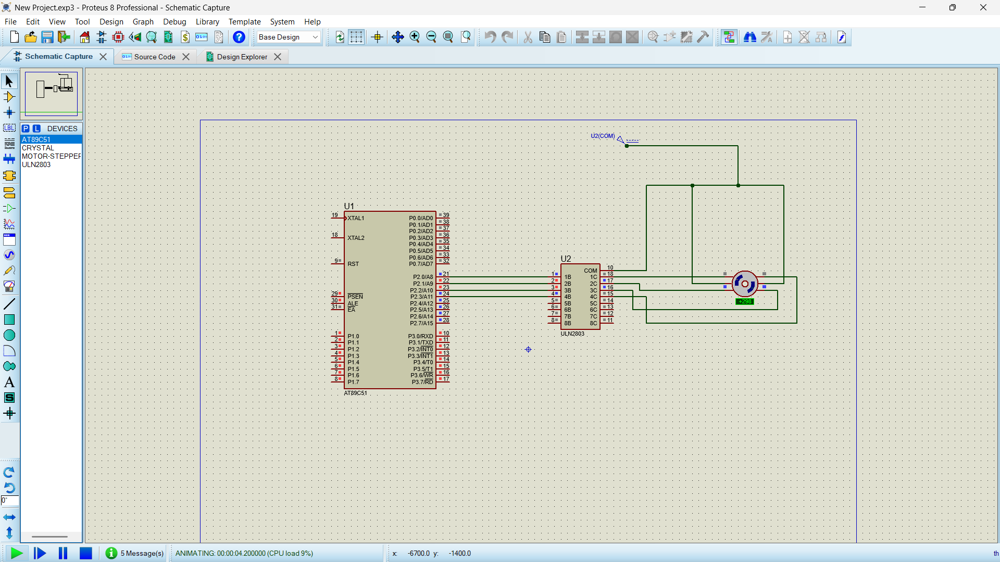 New Project.exp3 - Proteus 8 Professional - Schematic Capture
File Edit View Tool Design Graph Debug Library Template System Help
Base Design
Schematic Capture
Source Code
Design Explorer
P L DEVICES
AT89C51
CRYSTAL
MOTOR-STEPPER
ULN2803
LBL
A
S
0°
U2(COM)
U1
19 XTAL1
18 XTAL2
9 RST
29 PSEN
30 ALE
31 EA
1 P1.0
2 P1.1
3 P1.2
4 P1.3
5 P1.4
6 P1.5
7 P1.6
8 P1.7
P0.0/AD0 39
P0.1/AD1 38
P0.2/AD2 37
P0.3/AD3 36
P0.4/AD4 35
P0.5/AD5 34
P0.6/AD6 33
P0.7/AD7 32
P2.0/A8 21
P2.1/A9 22
P2.2/A10 23
P2.3/A11 24
P2.4/A12 25
P2.5/A13 26
P2.6/A14 27
P2.7/A15 28
P3.0/RXD 10
P3.1/TXD 11
P3.2/INT0 12
P3.3/INT1 13
P3.4/T0 14
P3.5/T1 15
P3.6/WR 16
P3.7/RD 17
AT89C51
U2
COM 10
1 1B 1C 18
2 2B 2C 17
3 3B 3C 16
4 4B 4C 15
5 5B 5C 14
6 6B 6C 13
7 7B 7C 12
8 8B 8C 11
ULN2803
+298
5 Message(s)
ANIMATING: 00:00:04.200000 (CPU load 9%)
x: -6700.0 y: -1400.0
th